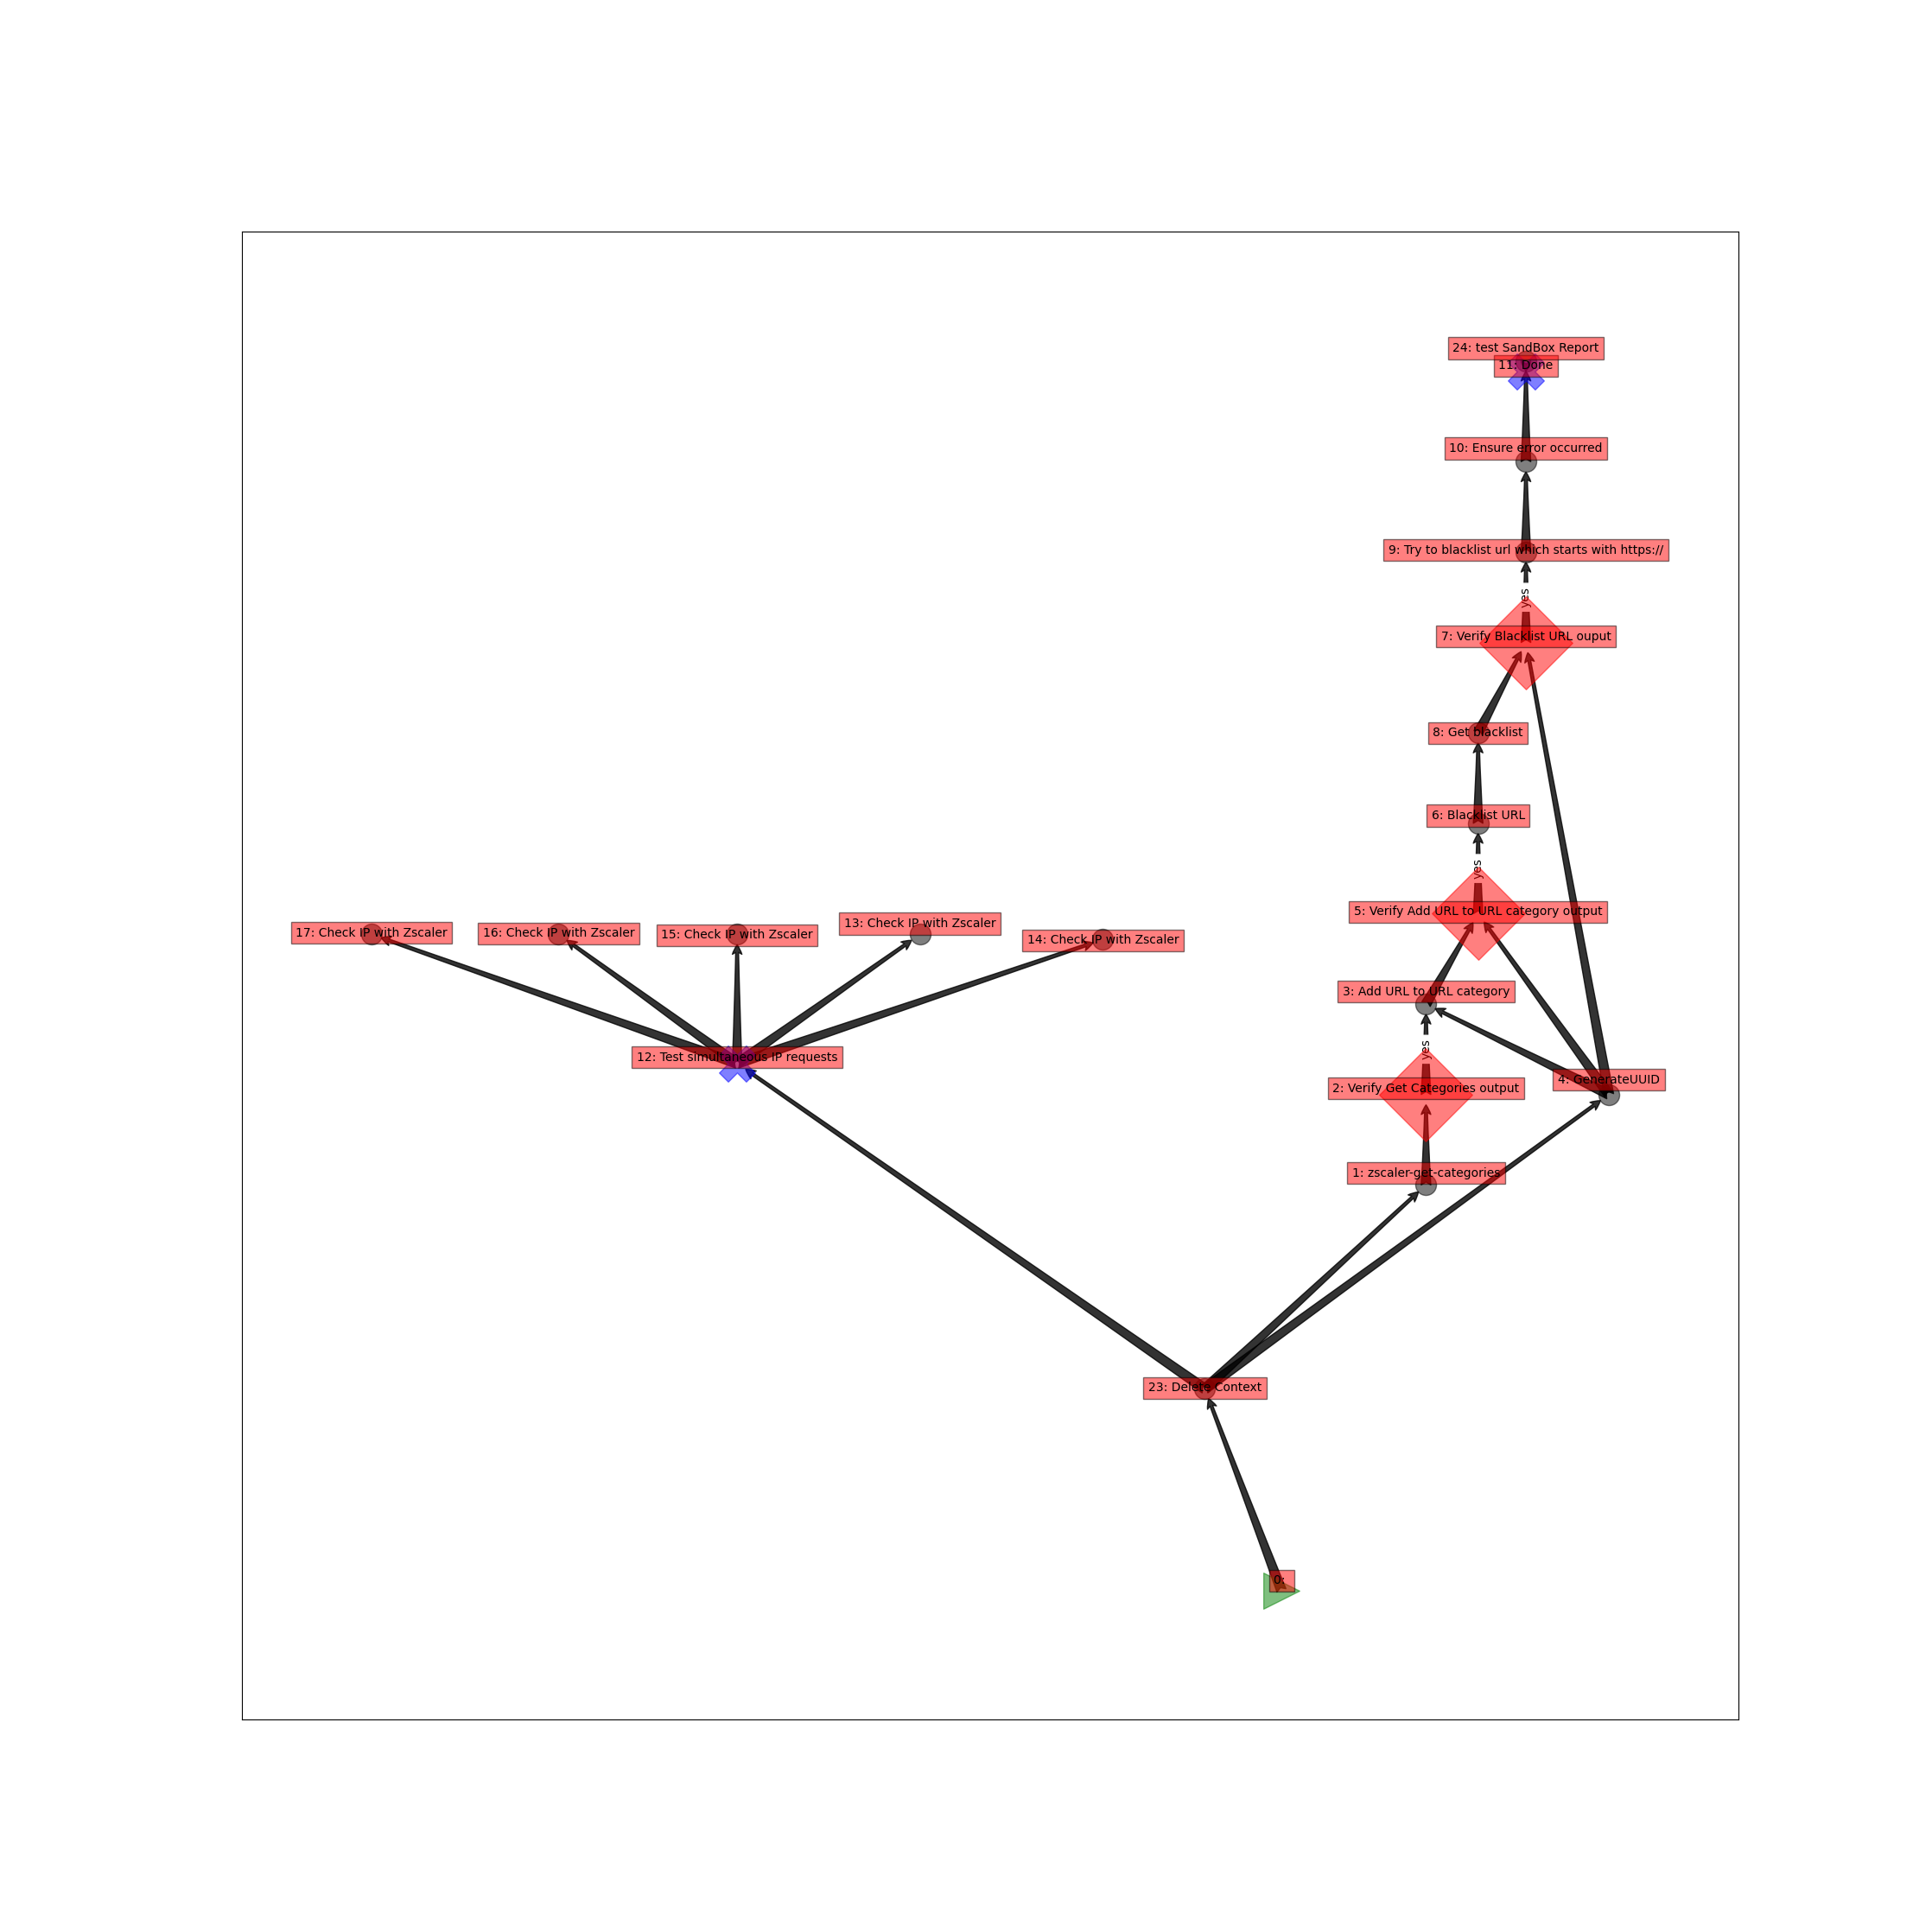 24: test SandBox Report
11: Done
10: Ensure error occurred
9: Try to blacklist url which starts with https://
yes
7: Verify Blacklist URL ouput
8: Get blacklist
6: Blacklist URL
yes
5: Verify Add URL to URL category output
17: Check IP with Zscaler
16: Check IP with Zscaler
15: Check IP with Zscaler
13: Check IP with Zscaler
14: Check IP with Zscaler
3: Add URL to URL category
yes
12: Test simultaneous IP requests
4: GenerateUUID
2: Verify Get Categories output
1: zscaler-get-categories
23: Delete Context
0: